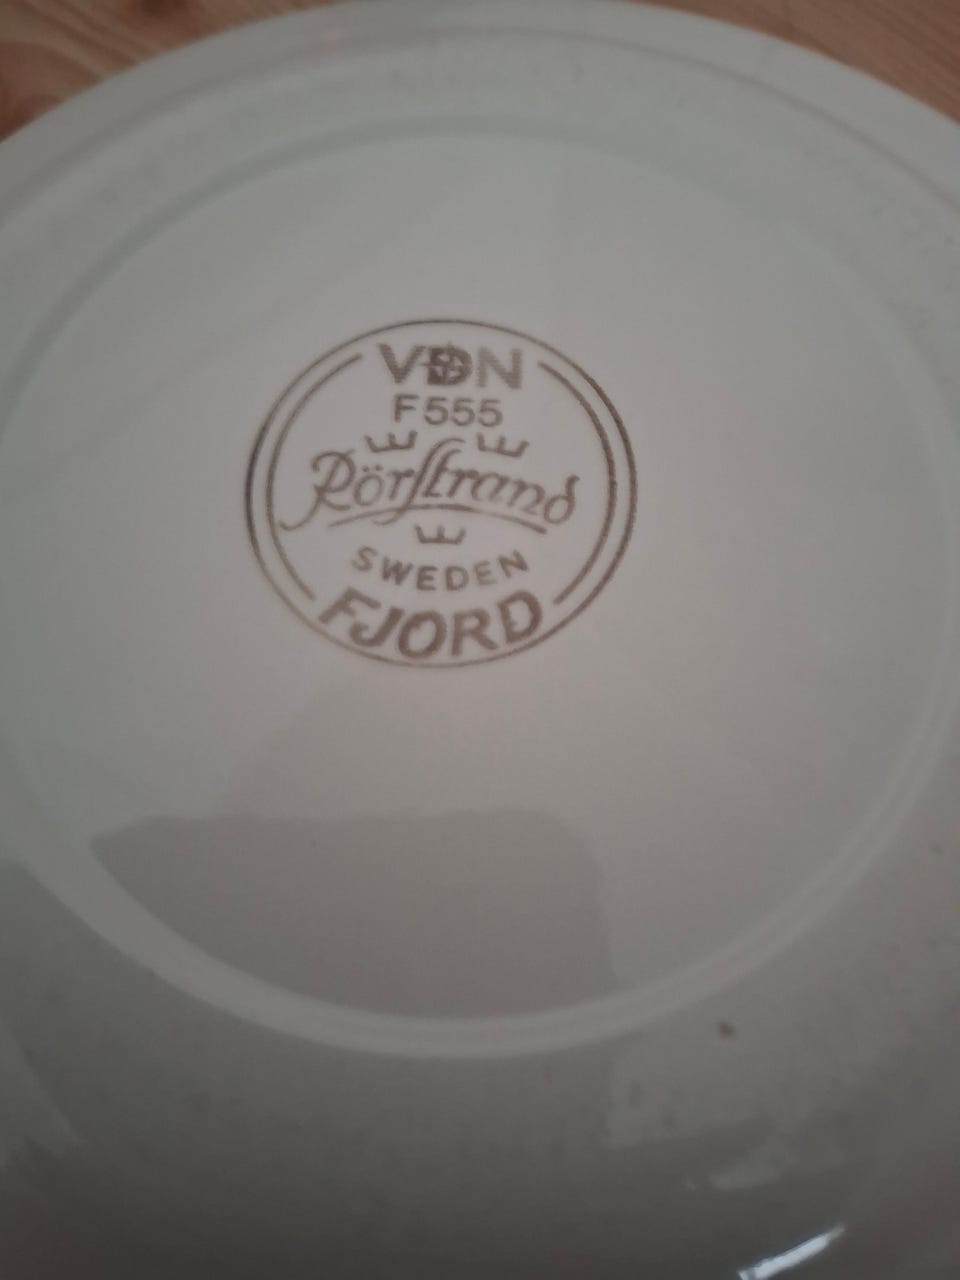 VDN
F555
Rörstrand
SWEDEN
FJORD